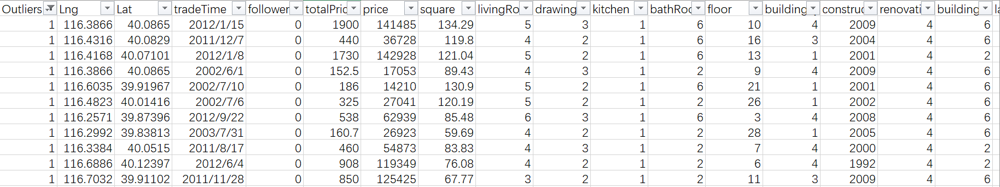 Outliers Lng Lat tradeTime follower totalPric price square livingRo drawing kitchen bathRoo floor building construc renovati building la
1 116.3866 40.0865 2012/1/15 0 1900 141485 134.29 5 3 1 6 10 4 2009 4 6
1 116.4316 40.0829 2011/12/7 0 440 36728 119.8 4 2 1 6 16 3 2004 4 6
1 116.4168 40.07101 2012/1/8 0 1730 142928 121.04 5 2 1 6 13 1 2001 4 2
1 116.3866 40.0865 2002/6/1 0 152.5 17053 89.43 4 3 1 2 9 4 2009 4 6
1 116.6035 39.91967 2002/7/10 0 186 14210 130.9 5 2 1 6 21 1 2001 4 6
1 116.4823 40.01416 2002/7/6 0 325 27041 120.19 5 2 1 2 26 1 2002 4 6
1 116.2571 39.87396 2012/9/22 0 538 62939 85.48 6 3 1 6 3 4 2008 4 6
1 116.2992 39.83813 2003/7/31 0 160.7 26923 59.69 4 2 1 2 28 1 2005 4 6
1 116.3384 40.0515 2011/8/17 0 460 54873 83.83 4 3 1 2 7 4 2000 4 2
1 116.6886 40.12397 2012/6/4 0 908 119349 76.08 4 2 1 2 6 4 1992 4 2
1 116.7032 39.91102 2011/11/28 0 850 125425 67.77 3 2 1 2 11 3 2009 4 6